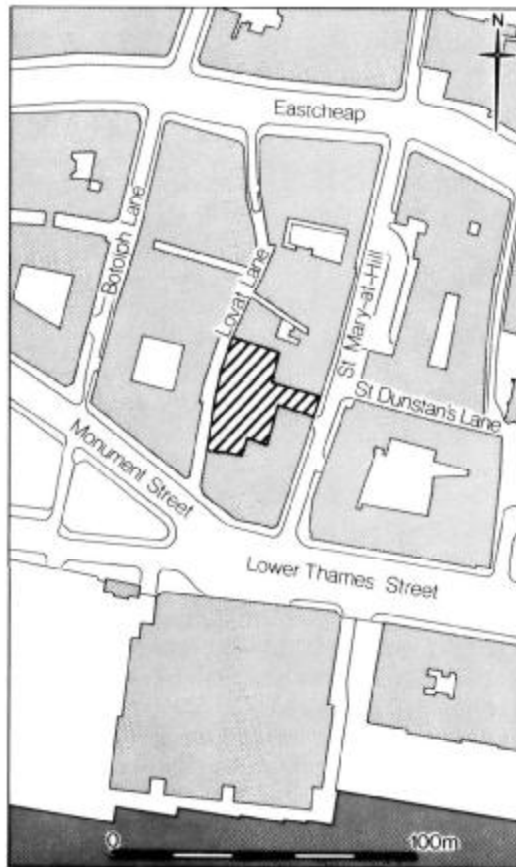 N
Eastcheap
Botolph Lane
Lovat Lane
St Mary-at-Hill
St Dunstan's Lane
Monument Street
Lower Thames Street
0 100m